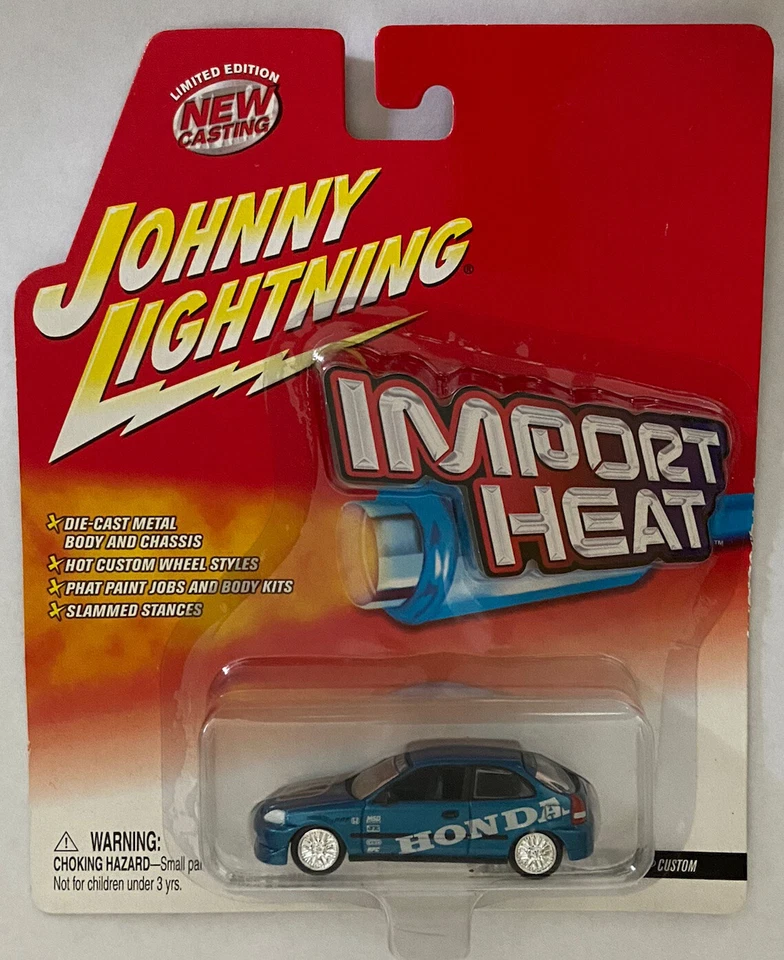 LIMITED EDITION
NEW
CASTING
JOHNNY
LIGHTNING®
IMPORT
HEAT™
DIE-CAST METAL
BODY AND CHASSIS
HOT CUSTOM WHEEL STYLES
PHAT PAINT JOBS AND BODY KITS
SLAMMED STANCES
HONDA
⚠ WARNING:
CHOKING HAZARD—Small pa
Not for children under 3 yrs.
CUSTOM